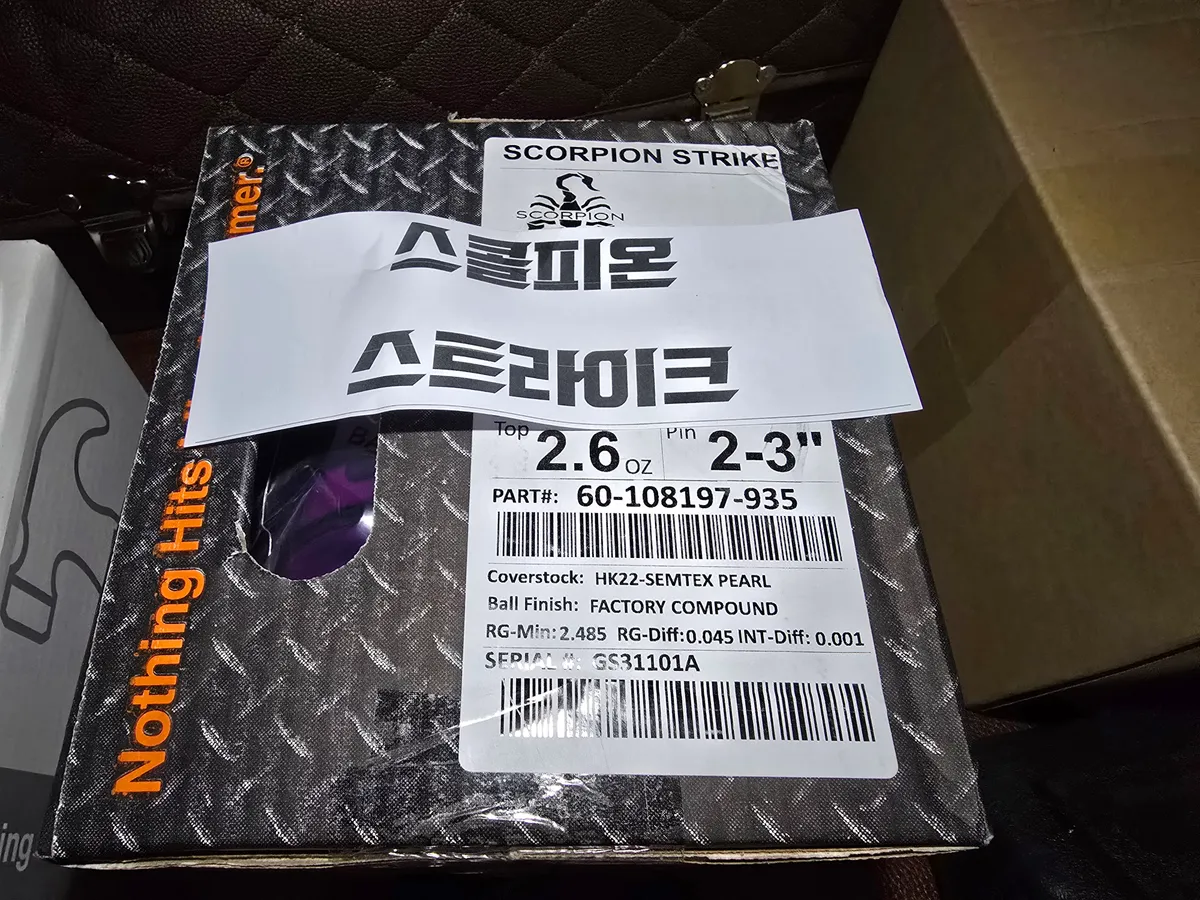 SCORPION STRIKE
SCORPION
스콜피온
스트라이크
Top 2.6 OZ Pin 2-3"
PART#: 60-108197-935
Coverstock: HK22-SEMTEX PEARL
Ball Finish: FACTORY COMPOUND
RG-Min: 2.485 RG-Diff: 0.045 INT-Diff: 0.001
SERIAL #: GS31101A
Nothing Hits
mer.®
ing